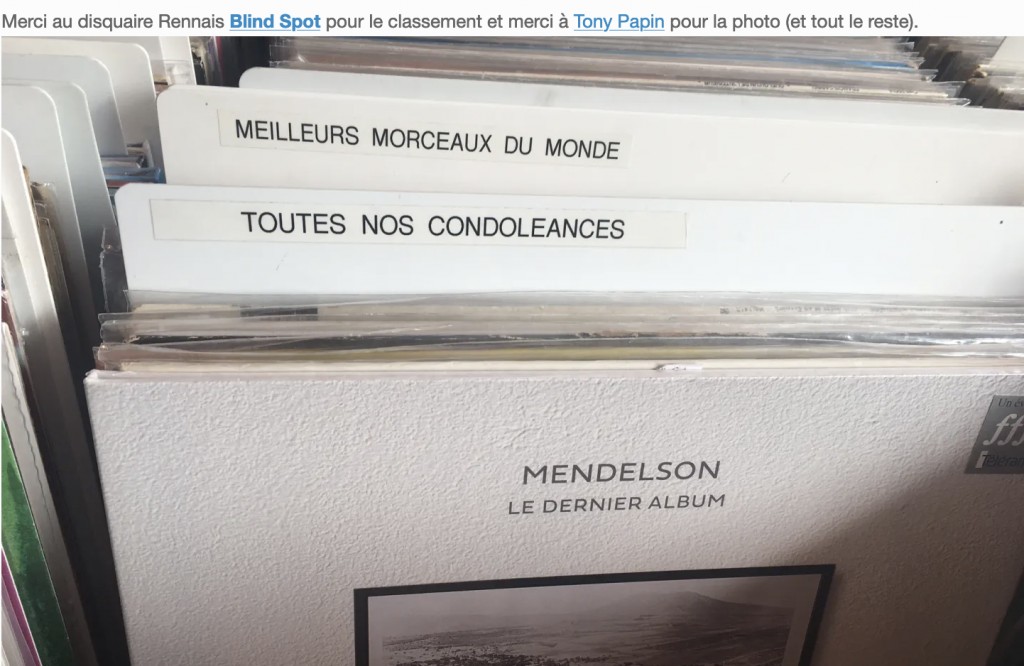 Merci au disquaire Rennais Blind Spot pour le classement et merci à Tony Papin pour la photo (et tout le reste).
MEILLEURS MORCEAUX DU MONDE
TOUTES NOS CONDOLEANCES
MENDELSON
LE DERNIER ALBUM
fff